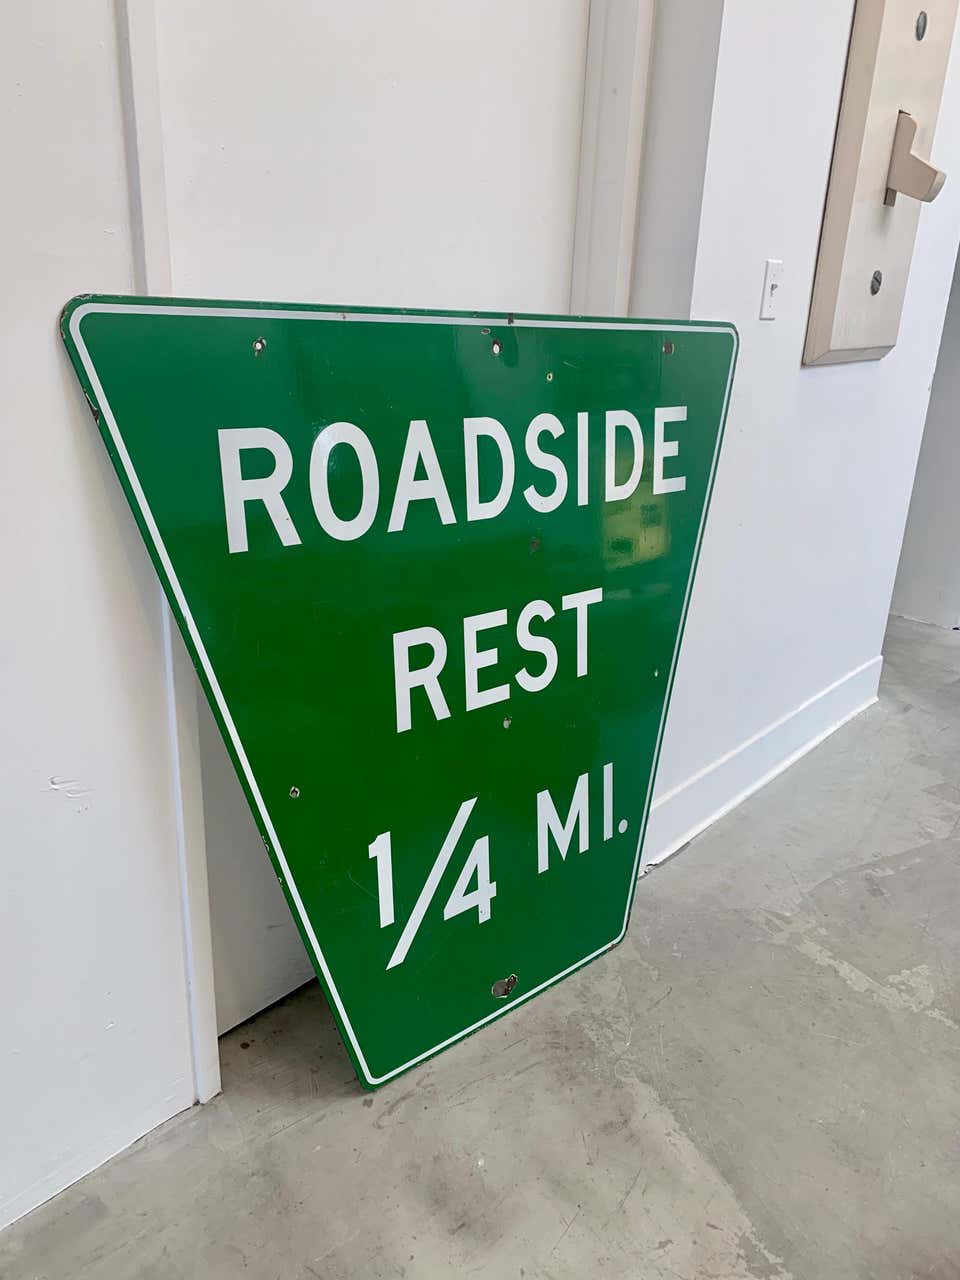 ROADSIDE
REST
1/4 MI.